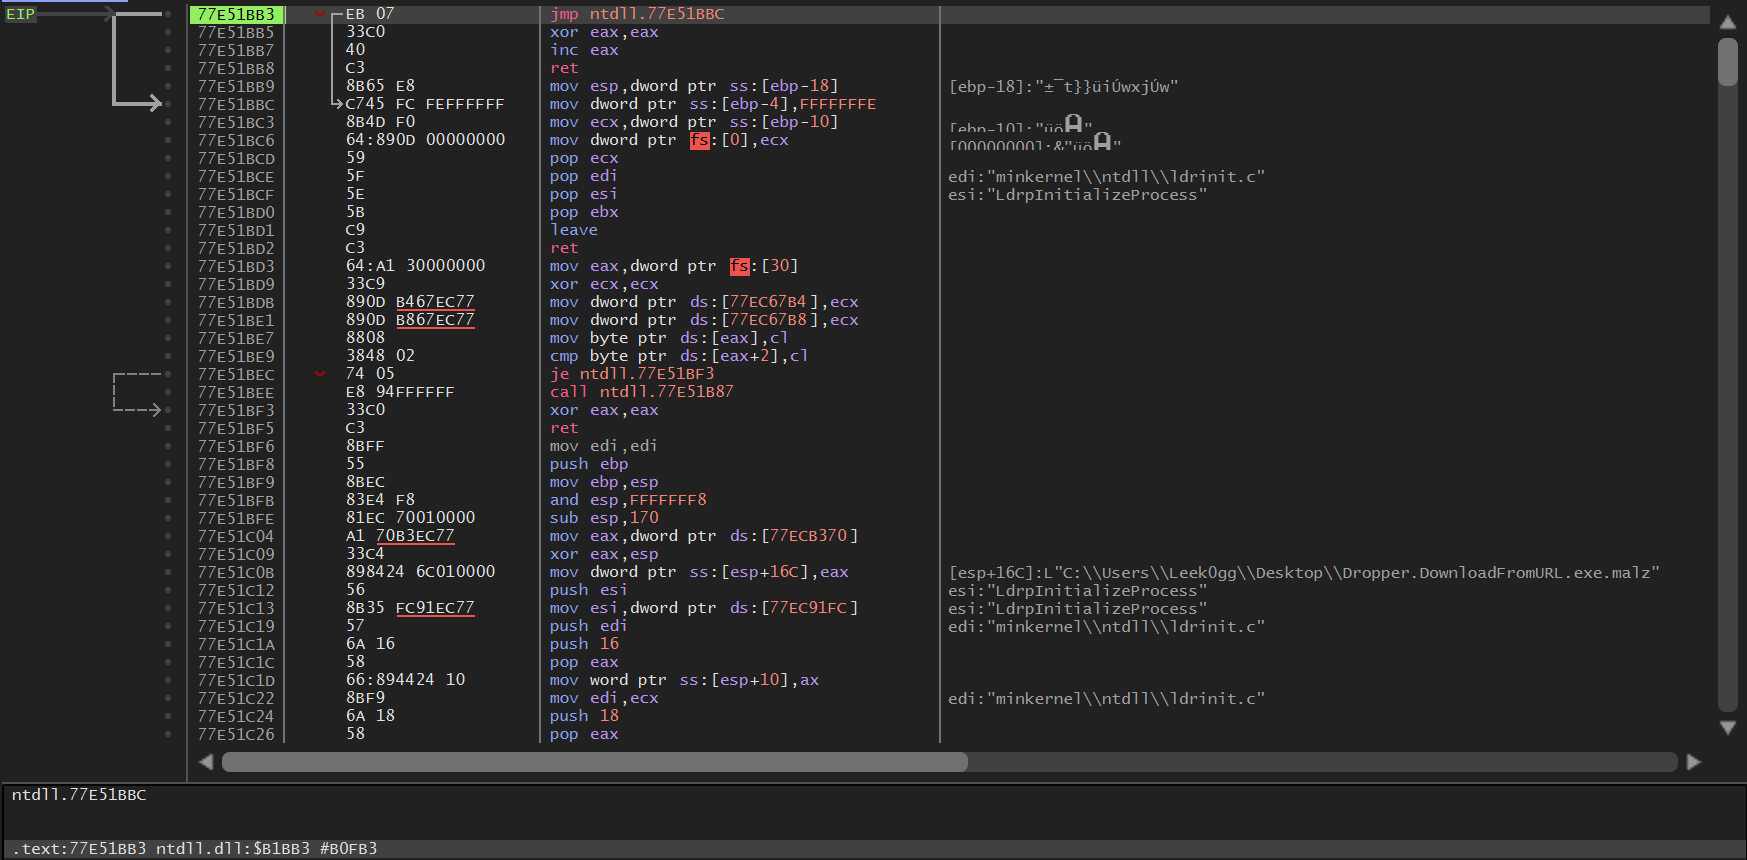 EIP 77E51BB3 EB 07 jmp ntdll.77E51BBC
77E51BB5 33C0 xor eax,eax
77E51BB7 40 inc eax
77E51BB8 C3 ret
77E51BB9 8B65 E8 mov esp,dword ptr ss:[ebp-18] [ebp-18]:"±¯t}}üiÚwxjÚw"
77E51BBC C745 FC FEFFFFFF mov dword ptr ss:[ebp-4],FFFFFFFE
77E51BC3 8B4D F0 mov ecx,dword ptr ss:[ebp-10] [ebp-10]:"üö
77E51BC6 64:890D 00000000 mov dword ptr fs:[0],ecx [00000000]:&"üö
77E51BCD 59 pop ecx
77E51BCE 5F pop edi edi:"minkernel\\ntdll\\ldrinit.c"
77E51BCF 5E pop esi esi:"LdrpInitializeProcess"
77E51BD0 5B pop ebx
77E51BD1 C9 leave
77E51BD2 C3 ret
77E51BD3 64:A1 30000000 mov eax,dword ptr fs:[30]
77E51BD9 33C9 xor ecx,ecx
77E51BDB 890D B467EC77 mov dword ptr ds:[77EC67B4],ecx
77E51BE1 890D B867EC77 mov dword ptr ds:[77EC67B8],ecx
77E51BE7 8808 mov byte ptr ds:[eax],cl
77E51BE9 3848 02 cmp byte ptr ds:[eax+2],cl
77E51BEC 74 05 je ntdll.77E51BF3
77E51BEE E8 94FFFFFF call ntdll.77E51B87
77E51BF3 33C0 xor eax,eax
77E51BF5 C3 ret
77E51BF6 8BFF mov edi,edi
77E51BF8 55 push ebp
77E51BF9 8BEC mov ebp,esp
77E51BFB 83E4 F8 and esp,FFFFFFF8
77E51BFE 81EC 70010000 sub esp,170
77E51C04 A1 70B3EC77 mov eax,dword ptr ds:[77ECB370]
77E51C09 33C4 xor eax,esp
77E51C0B 898424 6C010000 mov dword ptr ss:[esp+16C],eax [esp+16C]:L"C:\\Users\\Leek0gg\\Desktop\\Dropper.DownloadFromURL.exe.malz"
77E51C12 56 push esi esi:"LdrpInitializeProcess"
77E51C13 8B35 FC91EC77 mov esi,dword ptr ds:[77EC91FC] esi:"LdrpInitializeProcess"
77E51C19 57 push edi edi:"minkernel\\ntdll\\ldrinit.c"
77E51C1A 6A 16 push 16
77E51C1C 58 pop eax
77E51C1D 66:894424 10 mov word ptr ss:[esp+10],ax
77E51C22 8BF9 mov edi,ecx edi:"minkernel\\ntdll\\ldrinit.c"
77E51C24 6A 18 push 18
77E51C26 58 pop eax
ntdll.77E51BBC
.text:77E51BB3 ntdll.dll:$B1BB3 #B0FB3